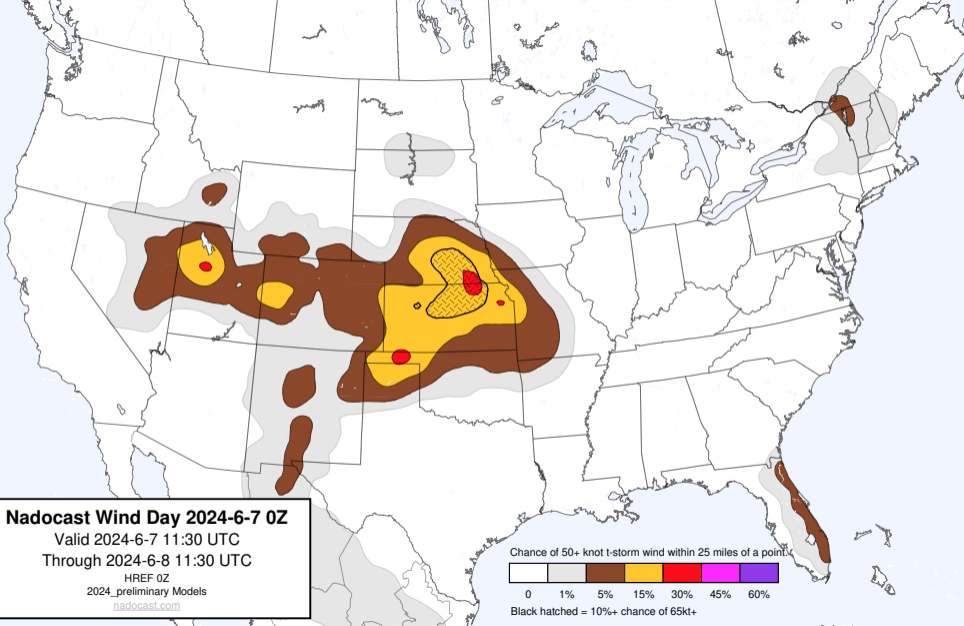 Nadocast Wind Day 2024-6-7 0Z
Valid 2024-6-7 11:30 UTC
Through 2024-6-8 11:30 UTC
HREF 0Z
2024_preliminary Models
nadocast.com
Chance of 50+ knot t-storm wind within 25 miles of a point.
0 1% 5% 15% 30% 45% 60%
Black hatched = 10%+ chance of 65kt+